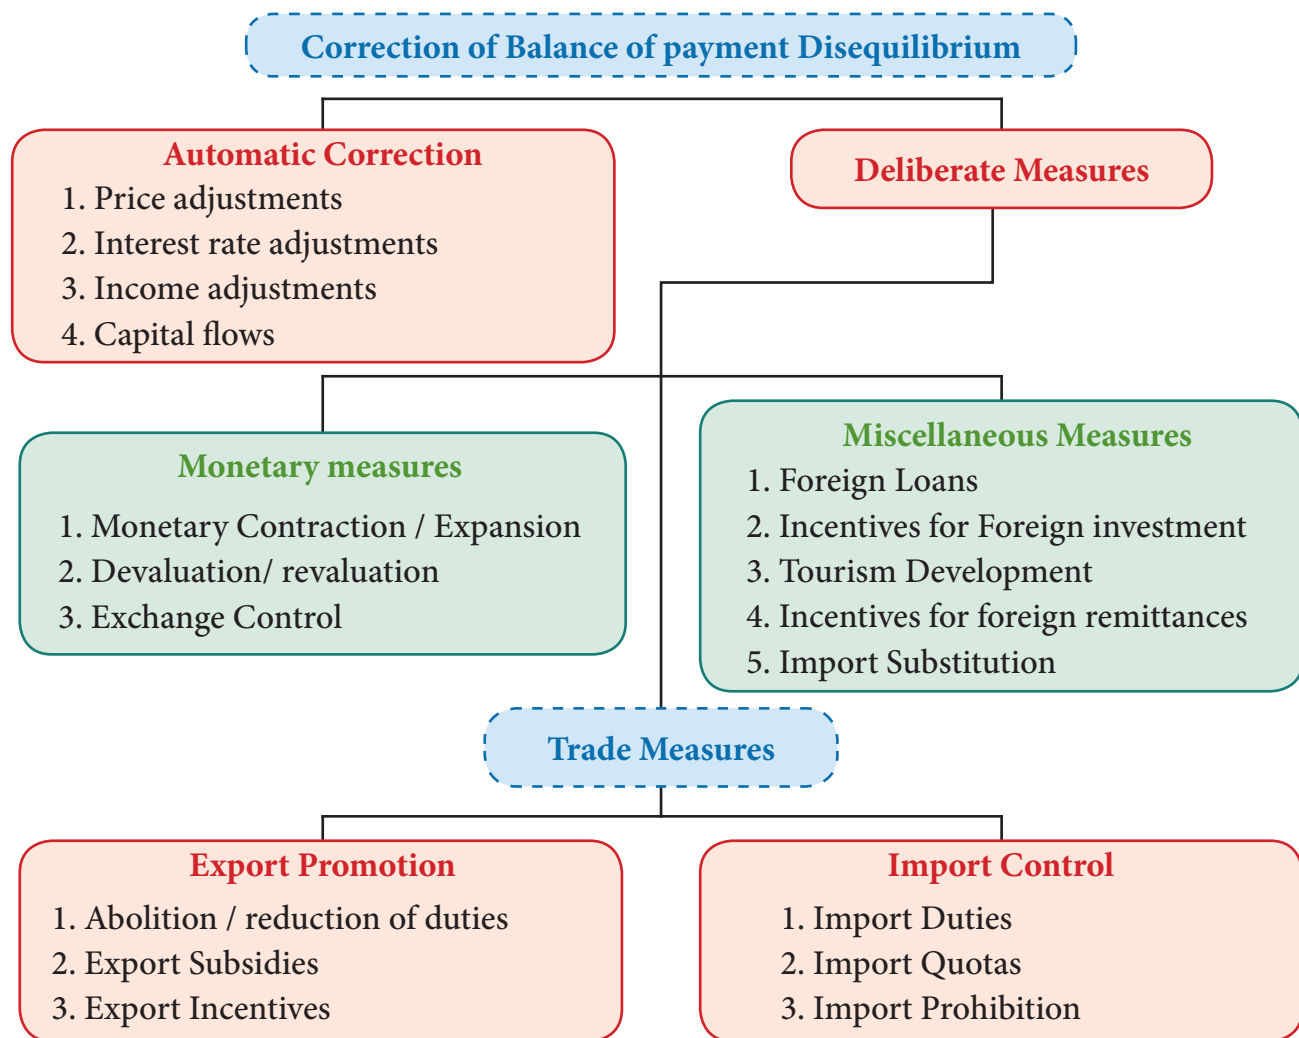 Correction of Balance of payment Disequilibrium
Automatic Correction
1. Price adjustments
2. Interest rate adjustments
3. Income adjustments
4. Capital flows
Deliberate Measures
Monetary measures
1. Monetary Contraction / Expansion
2. Devaluation/ revaluation
3. Exchange Control
Miscellaneous Measures
1. Foreign Loans
2. Incentives for Foreign investment
3. Tourism Development
4. Incentives for foreign remittances
5. Import Substitution
Trade Measures
Export Promotion
1. Abolition / reduction of duties
2. Export Subsidies
3. Export Incentives
Import Control
1. Import Duties
2. Import Quotas
3. Import Prohibition